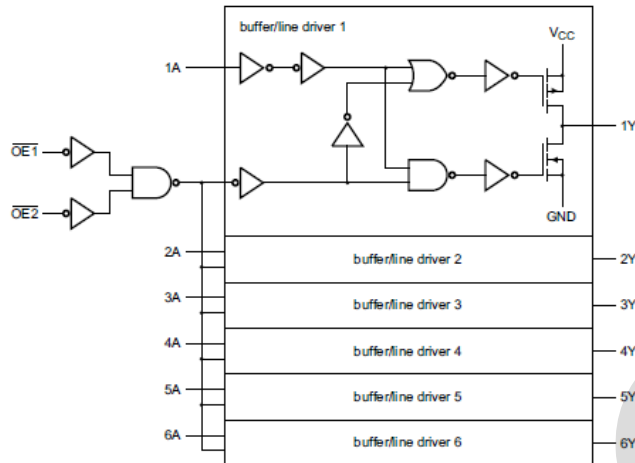 buffer/line driver 1
VCC
1A
1Y
OE1
OE2
GND
2A
buffer/line driver 2
2Y
3A
buffer/line driver 3
3Y
4A
buffer/line driver 4
4Y
5A
buffer/line driver 5
5Y
6A
buffer/line driver 6
6Y